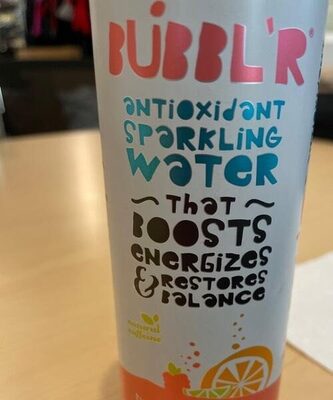 BUBBL'R®
antioxidant
SPARKLING
WATER
~ THAT ~
BOOSTS
ENERGIZES
& RESTORES
BALANCE
natural
caffeine